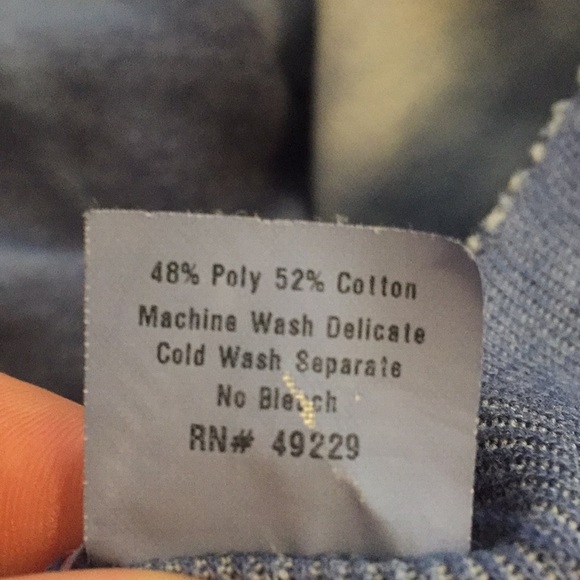 48% Poly 52% Cotton
Machine Wash Delicate
Cold Wash Separate
No Bleach
RN# 49229